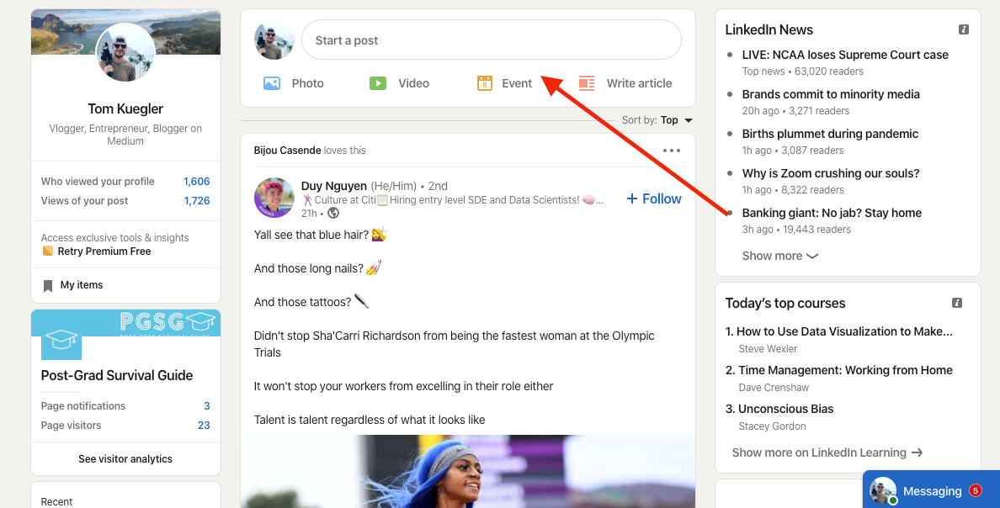 Tom Kuegler
Vlogger, Entrepreneur, Blogger on
Medium
Who viewed your profile 1,606
Views of your post 1,726
Access exclusive tools & insights
Retry Premium Free
My items
PGSG
POST-GRAD SURVIVAL GUIDE
Post-Grad Survival Guide
Page notifications 3
Page visitors 23
See visitor analytics
Recent
Start a post
Photo Video Event Write article
Sort by: Top
Bijou Casende loves this
Duy Nguyen (He/Him) • 2nd
Culture at Citi Hiring entry level SDE and Data Scientists! ...
21h •
+ Follow
Yall see that blue hair?
And those long nails?
And those tattoos?
Didn't stop Sha'Carri Richardson from being the fastest woman at the Olympic
Trials
It won't stop your workers from excelling in their role either
Talent is talent regardless of what it looks like
LinkedIn News
LIVE: NCAA loses Supreme Court case
Top news • 63,020 readers
Brands commit to minority media
20h ago • 3,271 readers
Births plummet during pandemic
1h ago • 3,087 readers
Why is Zoom crushing our souls?
1h ago • 8,322 readers
Banking giant: No jab? Stay home
3h ago • 19,443 readers
Show more
Today's top courses
1. How to Use Data Visualization to Make...
Steve Wexler
2. Time Management: Working from Home
Dave Crenshaw
3. Unconscious Bias
Stacey Gordon
Show more on LinkedIn Learning →
Messaging 5